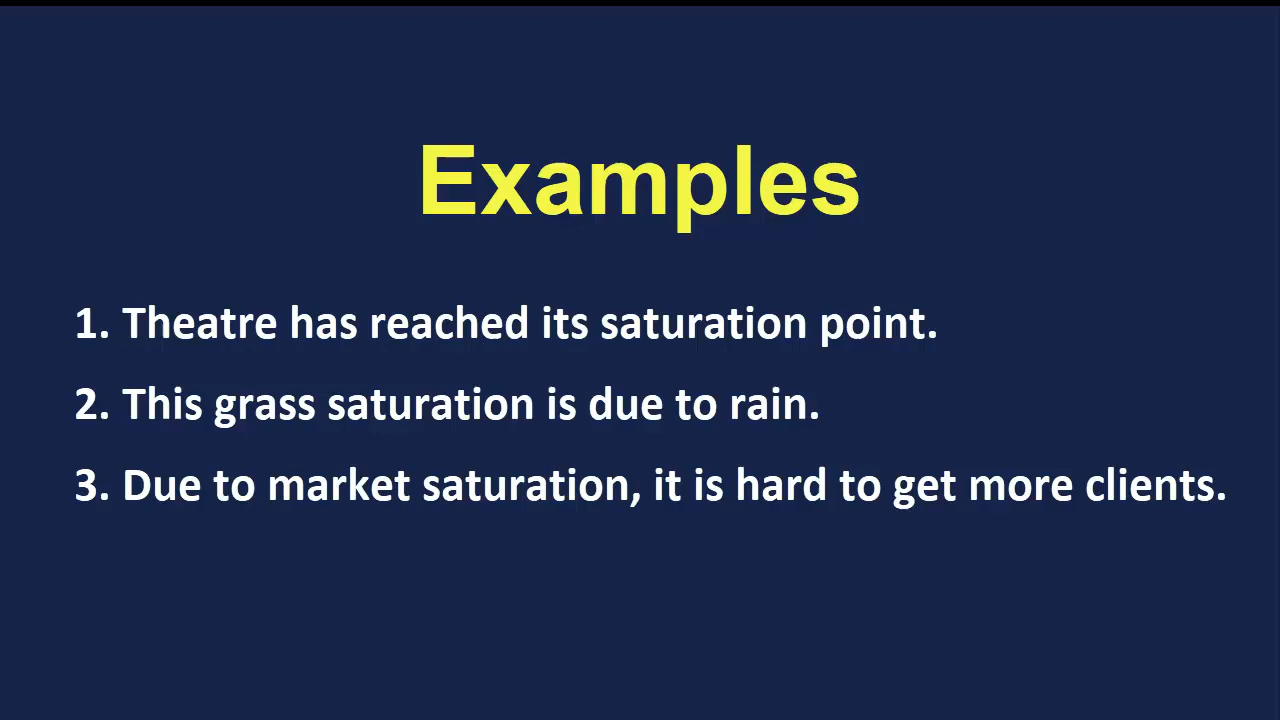 Examples
1. Theatre has reached its saturation point.
2. This grass saturation is due to rain.
3. Due to market saturation, it is hard to get more clients.